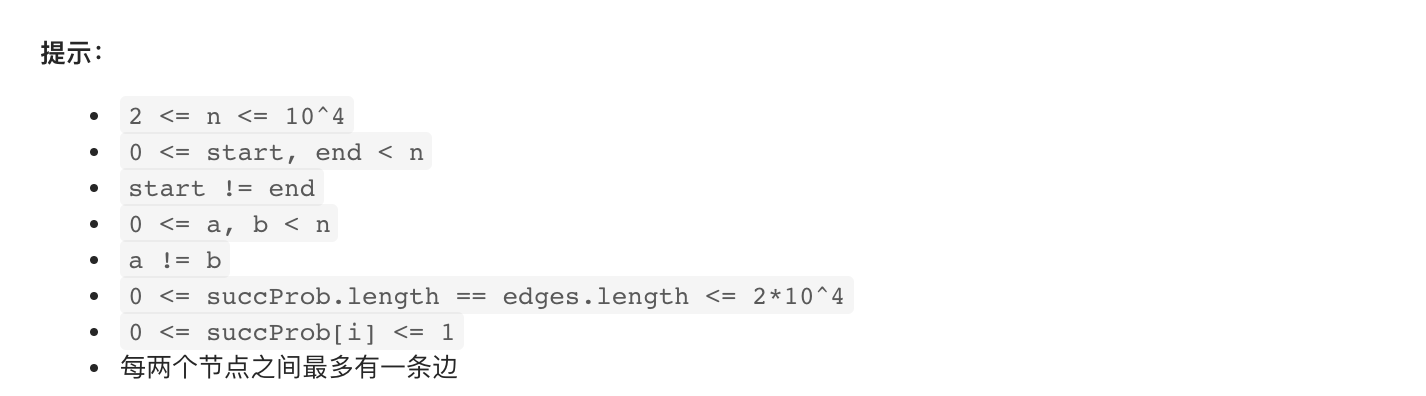 提示：
2 <= n <= 10^4
0 <= start, end < n
start != end
0 <= a, b < n
a != b
0 <= succProb.length == edges.length <= 2*10^4
0 <= succProb[i] <= 1
每两个节点之间最多有一条边